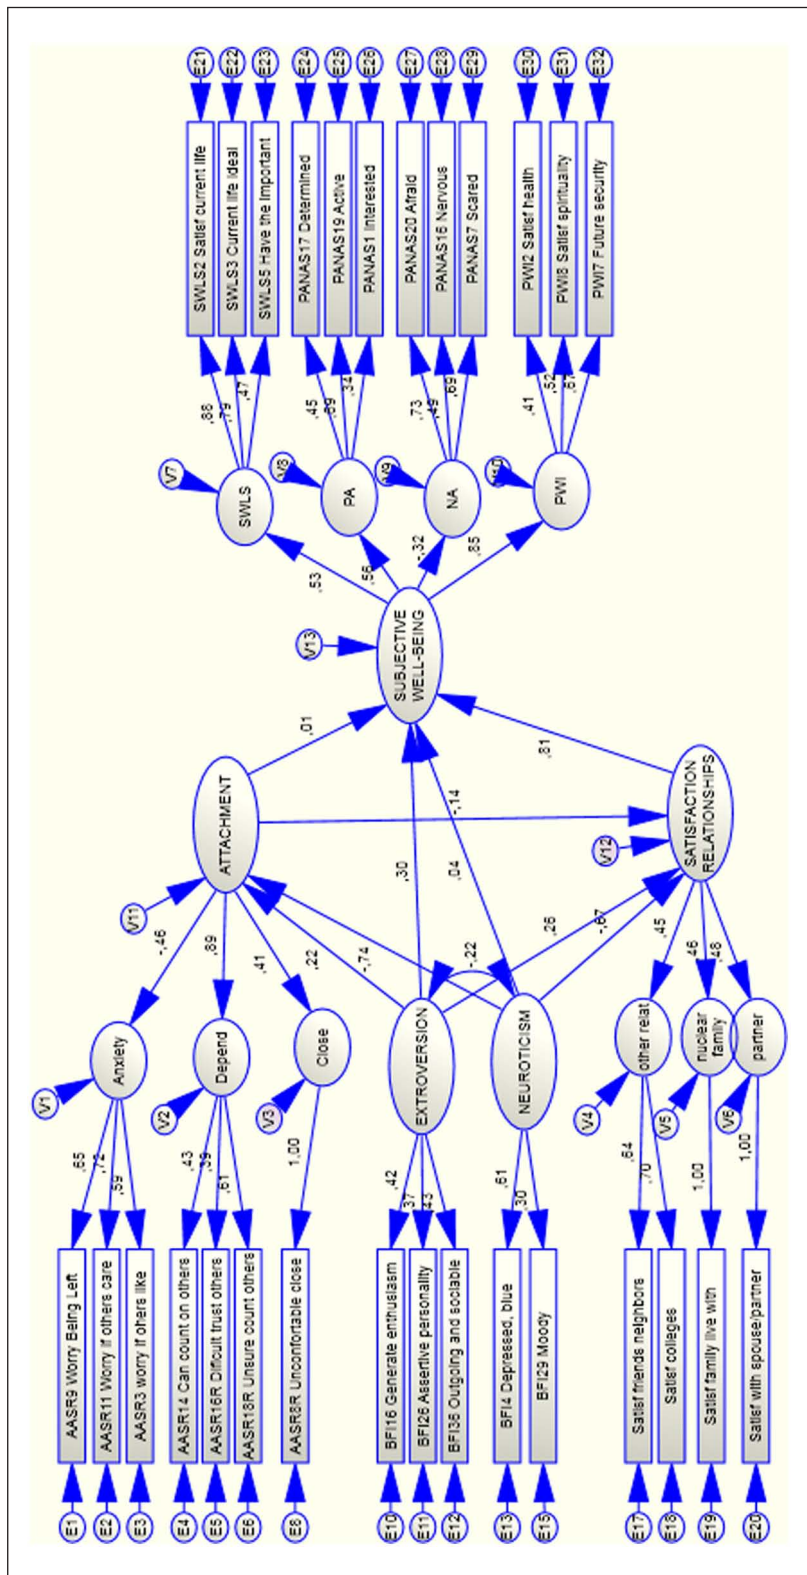 E1
AASR9 Worry Being Left
E2
AASR11 Worry if others care
E3
AASR3 worry if ohers like
E4
AASR14 Can count on others
E5
AASR16R Dificult trust others
E6
AASR18R Unsure count others
E8
AASR8R Unconfortable close
E10
BFI16 Generate enthusiasm
E11
BFI26 Assertive personality
E12
BFI36 Outgoing and sociable
E13
BFI4 Depressed, blue
E15
BFI29 Moody
E17
Satisf friends neighbors
E18
Satisf colleges
E19
Satisf family live with
E20
Satisf with spouse/partner
,65
,72
,59
,43
,39
,61
1,00
,42
,37
,43
,61
,30
,64
,70
1,00
1,00
V1
Anxiety
V2
Depend
V3
Close
EXTROVERSION
NEUROTICISM
V4
other relat
V5
nuclear
family
V6
partner
-,46
,89
,41
,22
-,74
-,22
,26
-,67
,45
,46
,48
V11
ATTACHMENT
V12
SATISFACTION
RELATIONSHIPS
,01
,30
,04
-,14
,81
V13
SUBJECTIVE
WELL-BEING
,53
,56
-,32
,85
V7
SWLS
V8
PA
V9
NA
V10
PWI
,88
,79
,47
,45
,69
,34
,73
,49
,69
,41
,52
,67
SWLS2 Satisf current life
E21
SWLS3 Current life ideal
E22
SWLS5 Have the important
E23
PANAS17 Determined
E24
PANAS19 Active
E25
PANAS1 Interested
E26
PANAS20 Afraid
E27
PANAS16 Nervous
E28
PANAS7 Scared
E29
PWI2 Satisf health
E30
PWI8 Satisf spirituality
E31
PWI7 Future security
E32